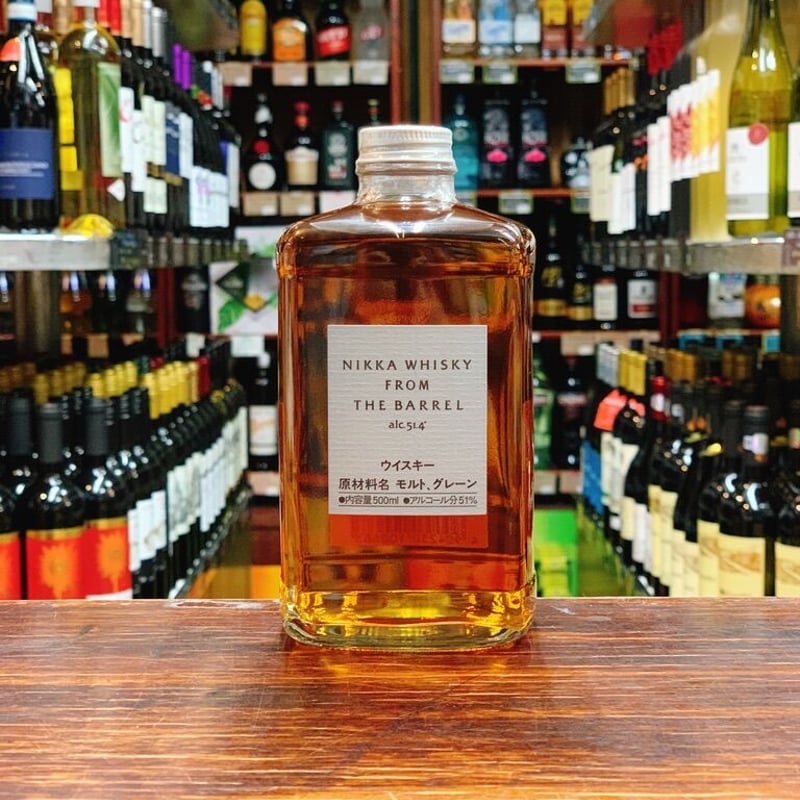 NIKKA WHISKY
FROM
THE BARREL
alc.51.4°
ウイスキー
原材料名 モルト、グレーン
●内容量500ml ●アルコール分51%